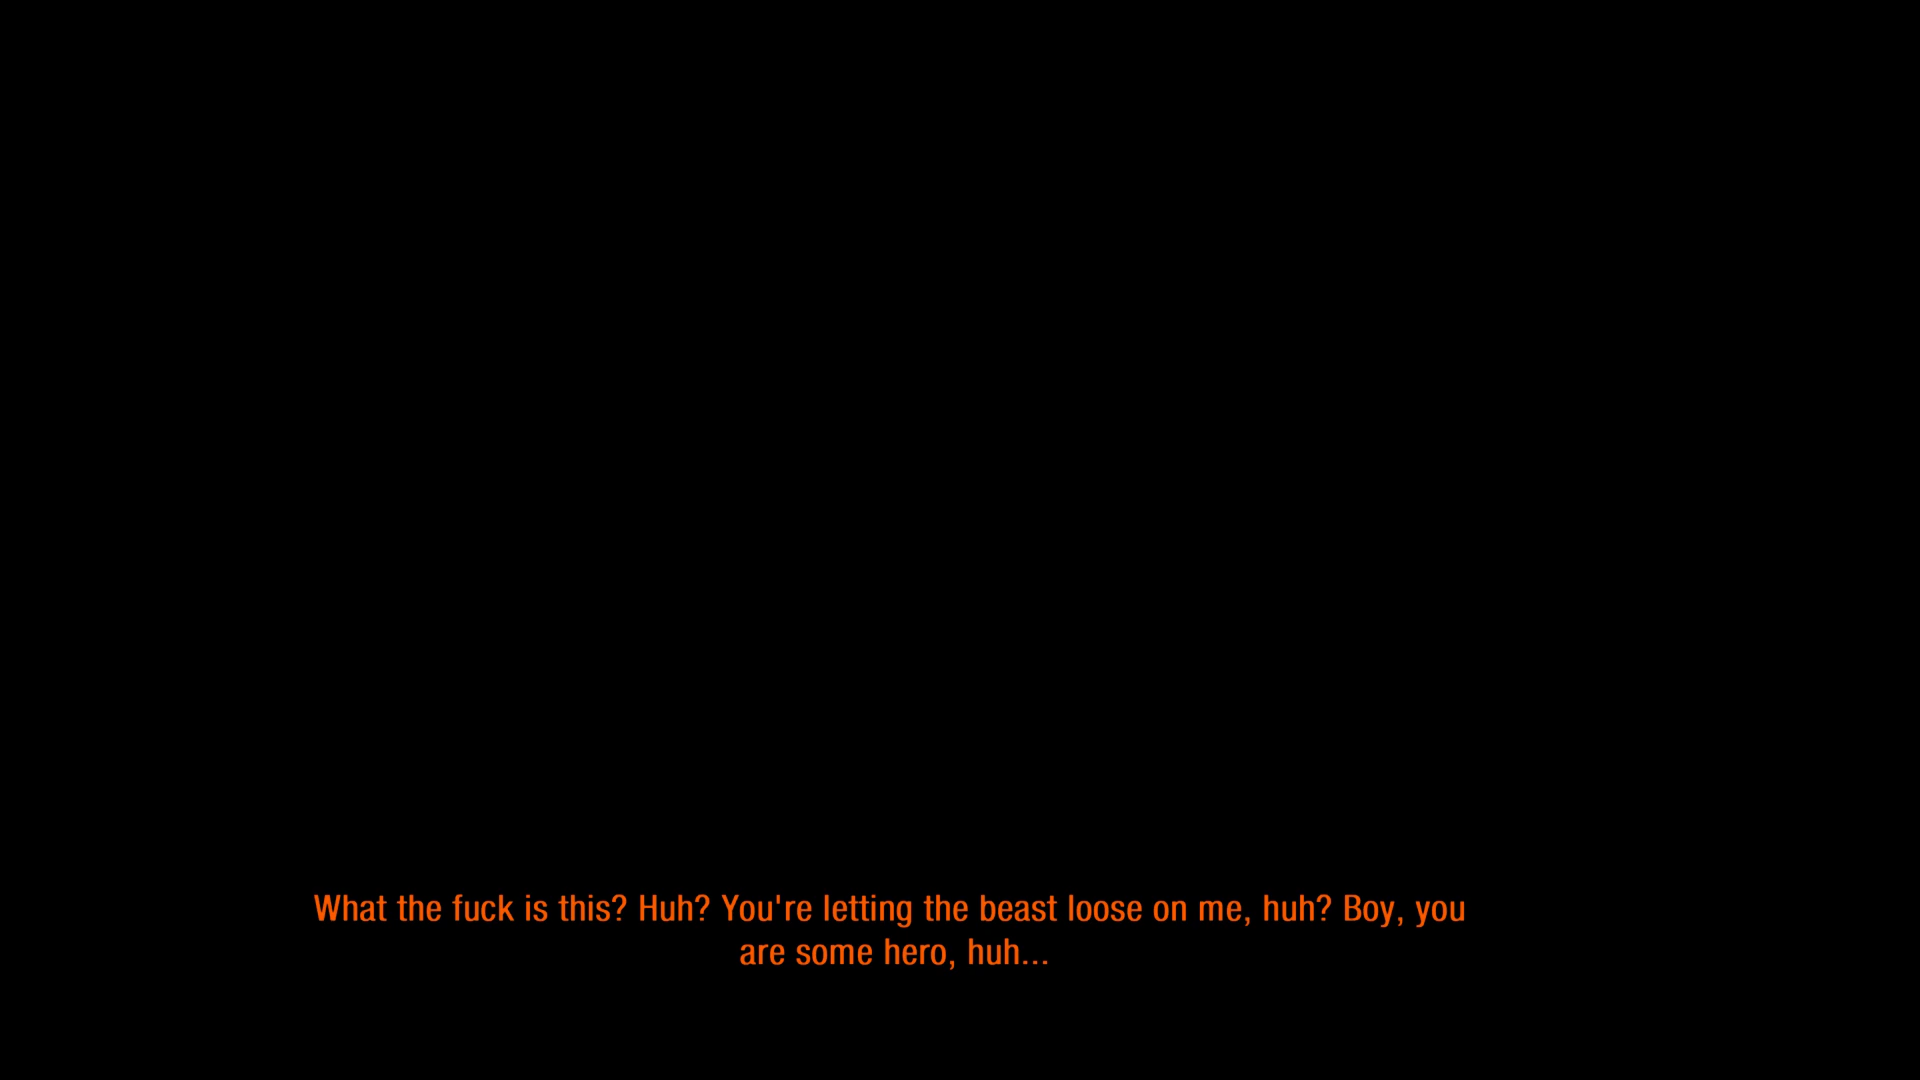 What the fuck is this? Huh? You're letting the beast loose on me, huh? Boy, you
are some hero, huh...